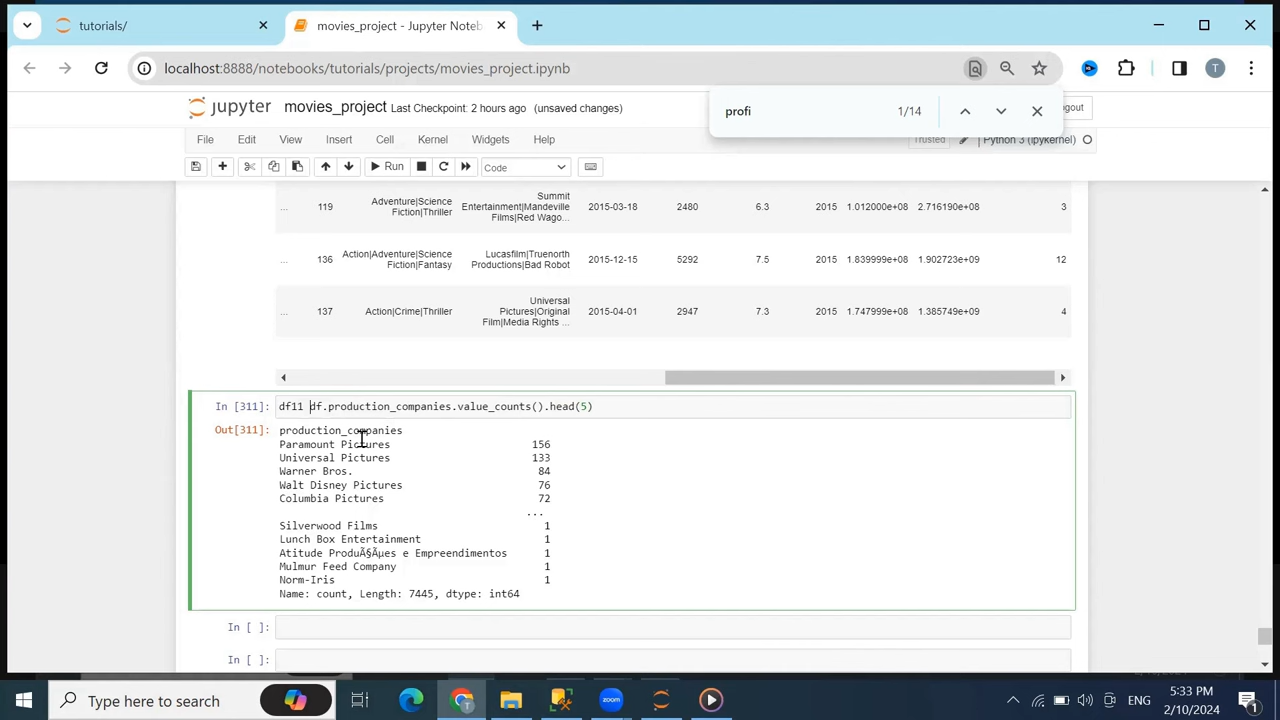 tutorials/
movies_project - Jupyter Noteb
localhost:8888/notebooks/tutorials/projects/movies_project.ipynb
T
profi 1/14
jupyter movies_project Last Checkpoint: 2 hours ago (unsaved changes) ogout
File Edit View Insert Cell Kernel Widgets Help Trusted Python 3 (ipykernel)
Run Code
... 119 Adventure|Science Fiction|Thriller Summit Entertainment|Mandeville Films|Red Wago... 2015-03-18 2480 6.3 2015 1.012000e+08 2.716190e+08 3
... 136 Action|Adventure|Science Fiction|Fantasy Lucasfilm|Truenorth Productions|Bad Robot 2015-12-15 5292 7.5 2015 1.839999e+08 1.902723e+09 12
... 137 Action|Crime|Thriller Universal Pictures|Original Film|Media Rights ... 2015-04-01 2947 7.3 2015 1.747999e+08 1.385749e+09 4
In [311]: df11 df.production_companies.value_counts().head(5)
Out[311]: production_companies
Paramount Pictures 156
Universal Pictures 133
Warner Bros. 84
Walt Disney Pictures 76
Columbia Pictures 72
...
Silverwood Films 1
Lunch Box Entertainment 1
Atitude ProduÃ§Ãµes e Empreendimentos 1
Mulmur Feed Company 1
Norm-Iris 1
Name: count, Length: 7445, dtype: int64
In [ ]:
In [ ]:
Type here to search
zoom
ENG
5:33 PM
2/10/2024
1